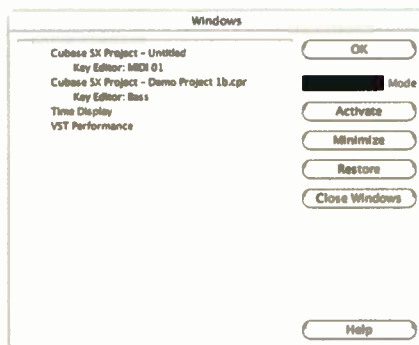 Windows
Cubase SX Project - Untitled
Key Editor: MIDI 01
Cubase SX Project - Demo Project 1b.cpr
Key Editor: Bass
Time Display
VST Performance
OK
Mode
Activate
Minimize
Restore
Close Windows
Help